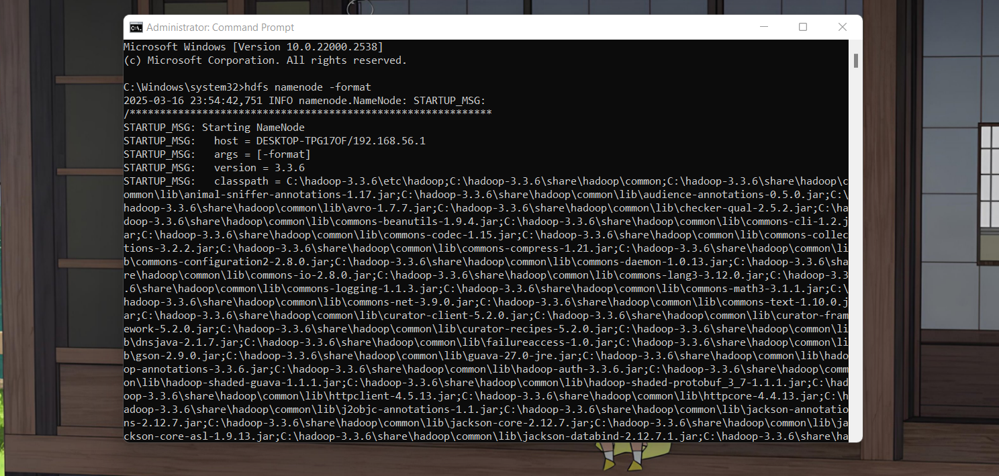 Administrator: Command Prompt
Microsoft Windows [Version 10.0.22000.2538]
(c) Microsoft Corporation. All rights reserved.
C:\Windows\system32>hdfs namenode -format
2025-03-16 23:54:42,751 INFO namenode.NameNode: STARTUP_MSG:
/************************************************************
STARTUP_MSG: Starting NameNode
STARTUP_MSG:   host = DESKTOP-TPG17OF/192.168.56.1
STARTUP_MSG:   args = [-format]
STARTUP_MSG:   version = 3.3.6
STARTUP_MSG:   classpath = C:\hadoop-3.3.6\etc\hadoop;C:\hadoop-3.3.6\share\hadoop\common;C:\hadoop-3.3.6\share\hadoop\c
ommon\lib\animal-sniffer-annotations-1.17.jar;C:\hadoop-3.3.6\share\hadoop\common\lib\audience-annotations-0.5.0.jar;C:\
hadoop-3.3.6\share\hadoop\common\lib\avro-1.7.7.jar;C:\hadoop-3.3.6\share\hadoop\common\lib\checker-qual-2.5.2.jar;C:\ha
doop-3.3.6\share\hadoop\common\lib\commons-beanutils-1.9.4.jar;C:\hadoop-3.3.6\share\hadoop\common\lib\commons-cli-1.2.j
ar;C:\hadoop-3.3.6\share\hadoop\common\lib\commons-codec-1.15.jar;C:\hadoop-3.3.6\share\hadoop\common\lib\commons-collec
tions-3.2.2.jar;C:\hadoop-3.3.6\share\hadoop\common\lib\commons-compress-1.21.jar;C:\hadoop-3.3.6\share\hadoop\common\li
b\commons-configuration2-2.8.0.jar;C:\hadoop-3.3.6\share\hadoop\common\lib\commons-daemon-1.0.13.jar;C:\hadoop-3.3.6\sha
re\hadoop\common\lib\commons-io-2.8.0.jar;C:\hadoop-3.3.6\share\hadoop\common\lib\commons-lang3-3.12.0.jar;C:\hadoop-3.3
.6\share\hadoop\common\lib\commons-logging-1.1.3.jar;C:\hadoop-3.3.6\share\hadoop\common\lib\commons-math3-3.1.1.jar;C:\
hadoop-3.3.6\share\hadoop\common\lib\commons-net-3.9.0.jar;C:\hadoop-3.3.6\share\hadoop\common\lib\commons-text-1.10.0.j
ar;C:\hadoop-3.3.6\share\hadoop\common\lib\curator-client-5.2.0.jar;C:\hadoop-3.3.6\share\hadoop\common\lib\curator-fram
ework-5.2.0.jar;C:\hadoop-3.3.6\share\hadoop\common\lib\curator-recipes-5.2.0.jar;C:\hadoop-3.3.6\share\hadoop\common\li
b\dnsjava-2.1.7.jar;C:\hadoop-3.3.6\share\hadoop\common\lib\failureaccess-1.0.jar;C:\hadoop-3.3.6\share\hadoop\common\li
b\gson-2.9.0.jar;C:\hadoop-3.3.6\share\hadoop\common\lib\guava-27.0-jre.jar;C:\hadoop-3.3.6\share\hadoop\common\lib\hado
op-annotations-3.3.6.jar;C:\hadoop-3.3.6\share\hadoop\common\lib\hadoop-auth-3.3.6.jar;C:\hadoop-3.3.6\share\hadoop\comm
on\lib\hadoop-shaded-guava-1.1.1.jar;C:\hadoop-3.3.6\share\hadoop\common\lib\hadoop-shaded-protobuf_3_7-1.1.1.jar;C:\had
oop-3.3.6\share\hadoop\common\lib\httpclient-4.5.13.jar;C:\hadoop-3.3.6\share\hadoop\common\lib\httpcore-4.4.13.jar;C:\h
adoop-3.3.6\share\hadoop\common\lib\j2objc-annotations-1.1.jar;C:\hadoop-3.3.6\share\hadoop\common\lib\jackson-annotatio
ns-2.12.7.jar;C:\hadoop-3.3.6\share\hadoop\common\lib\jackson-core-2.12.7.jar;C:\hadoop-3.3.6\share\hadoop\common\lib\ja
ckson-core-asl-1.9.13.jar;C:\hadoop-3.3.6\share\hadoop\common\lib\jackson-databind-2.12.7.1.jar;C:\hadoop-3.3.6\share\ha